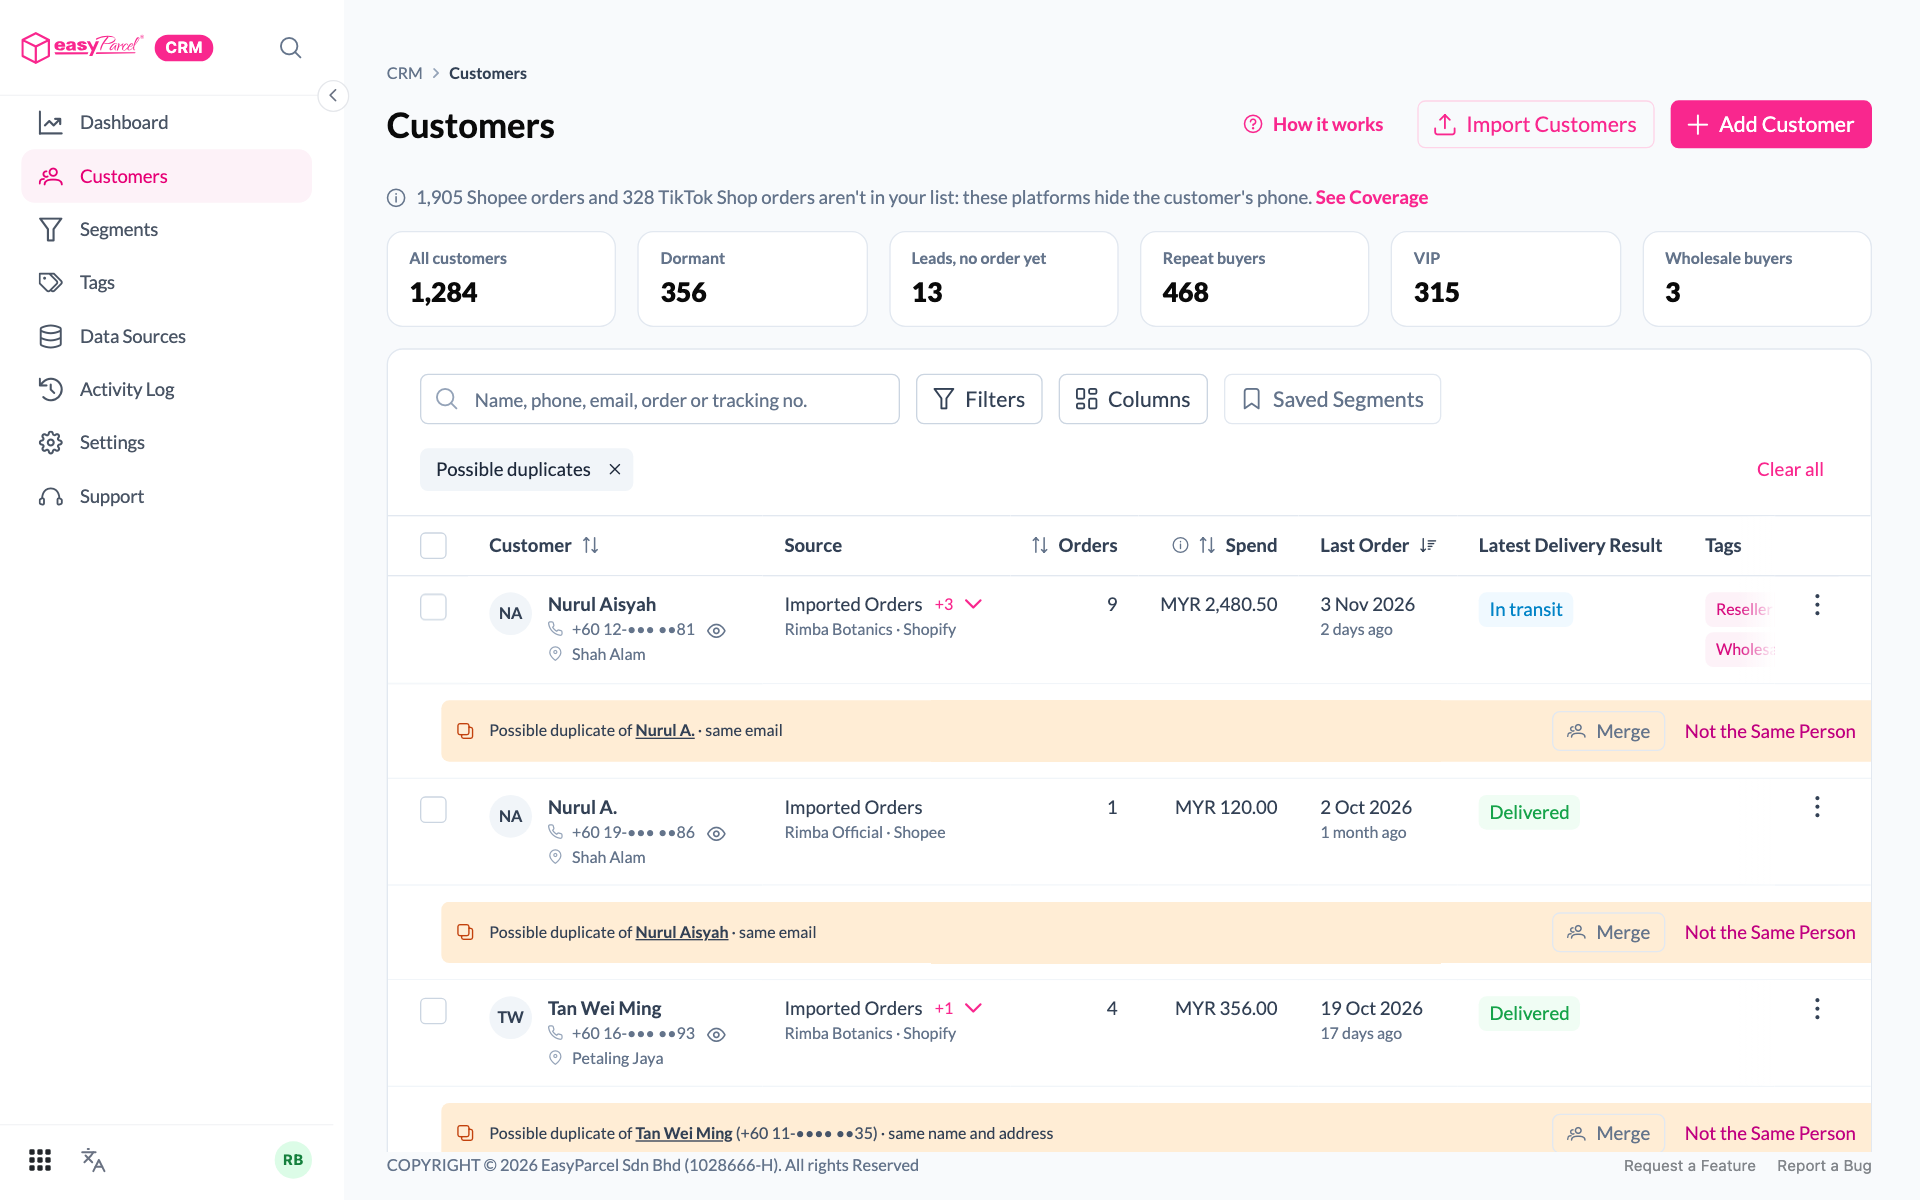 easyParcel CRM
Dashboard
Customers
Segments
Tags
Data Sources
Activity Log
Settings
Support
RB
CRM > Customers
Customers
How it works
Import Customers
Add Customer
1,905 Shopee orders and 328 TikTok Shop orders aren't in your list: these platforms hide the customer's phone. See Coverage
All customers
1,284
Dormant
356
Leads, no order yet
13
Repeat buyers
468
VIP
315
Wholesale buyers
3
Name, phone, email, order or tracking no.
Filters
Columns
Saved Segments
Possible duplicates
Clear all
Customer Source Orders Spend Last Order Latest Delivery Result Tags
NA Nurul Aisyah Imported Orders +3 9 MYR 2,480.50 3 Nov 2026 In transit Reseller
+60 12-••• ••81 Rimba Botanics · Shopify 2 days ago
Shah Alam Wholesa
Possible duplicate of Nurul A. · same email Merge Not the Same Person
NA Nurul A. Imported Orders 1 MYR 120.00 2 Oct 2026 Delivered
+60 19-••• ••86 Rimba Official · Shopee 1 month ago
Shah Alam
Possible duplicate of Nurul Aisyah · same email Merge Not the Same Person
TW Tan Wei Ming Imported Orders +1 4 MYR 356.00 19 Oct 2026 Delivered
+60 16-••• ••93 Rimba Botanics · Shopify 17 days ago
Petaling Jaya
Possible duplicate of Tan Wei Ming (+60 11-•••• ••35) · same name and address Merge Not the Same Person
COPYRIGHT © 2026 EasyParcel Sdn Bhd (1028666-H). All rights Reserved
Request a Feature Report a Bug